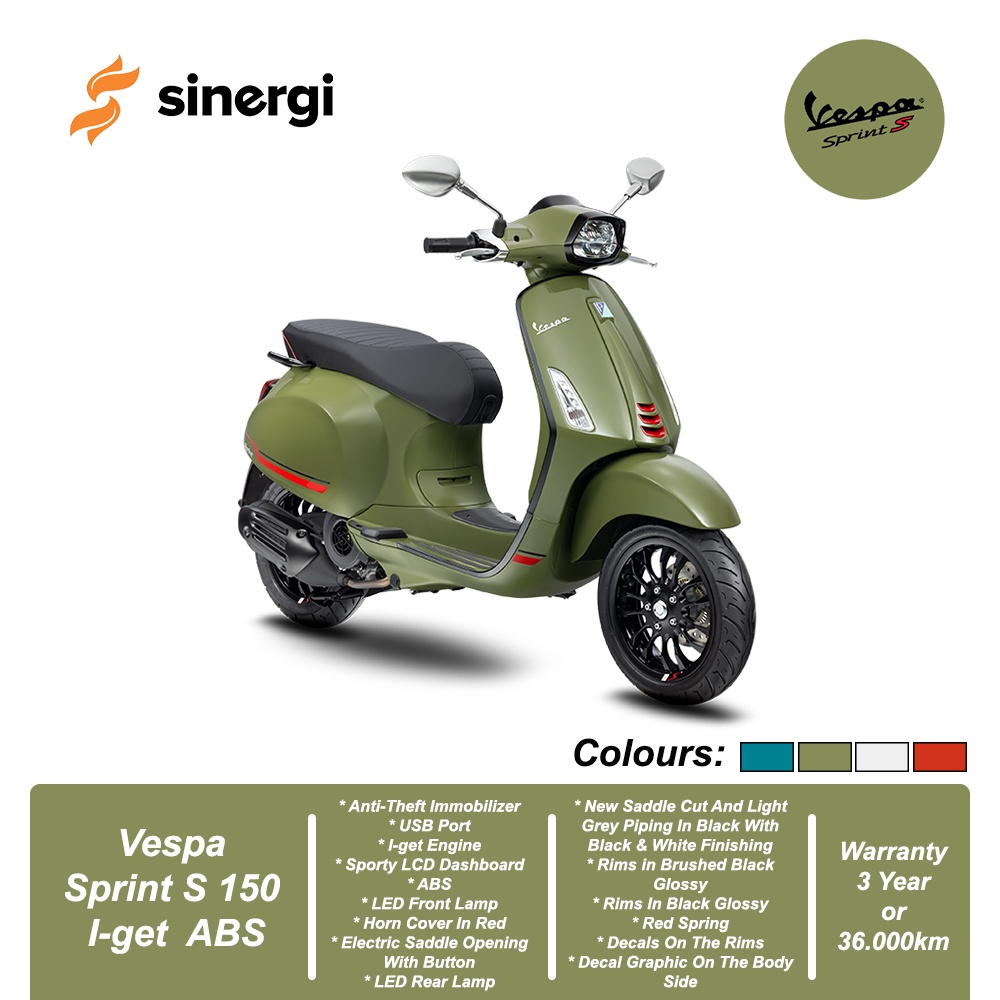 sinergi
Vespa
Sprint S
Vespa
Colours:
Vespa
Sprint S 150
I-get ABS
* Anti-Theft Immobilizer
* USB Port
* I-get Engine
* Sporty LCD Dashboard
* ABS
* LED Front Lamp
* Horn Cover In Red
* Electric Saddle Opening
With Button
* LED Rear Lamp
* New Saddle Cut And Light
Grey Piping In Black With
Black & White Finishing
* Rims in Brushed Black
Glossy
* Rims In Black Glossy
* Red Spring
* Decals On The Rims
* Decal Graphic On The Body
Side
Warranty
3 Year
or
36.000km